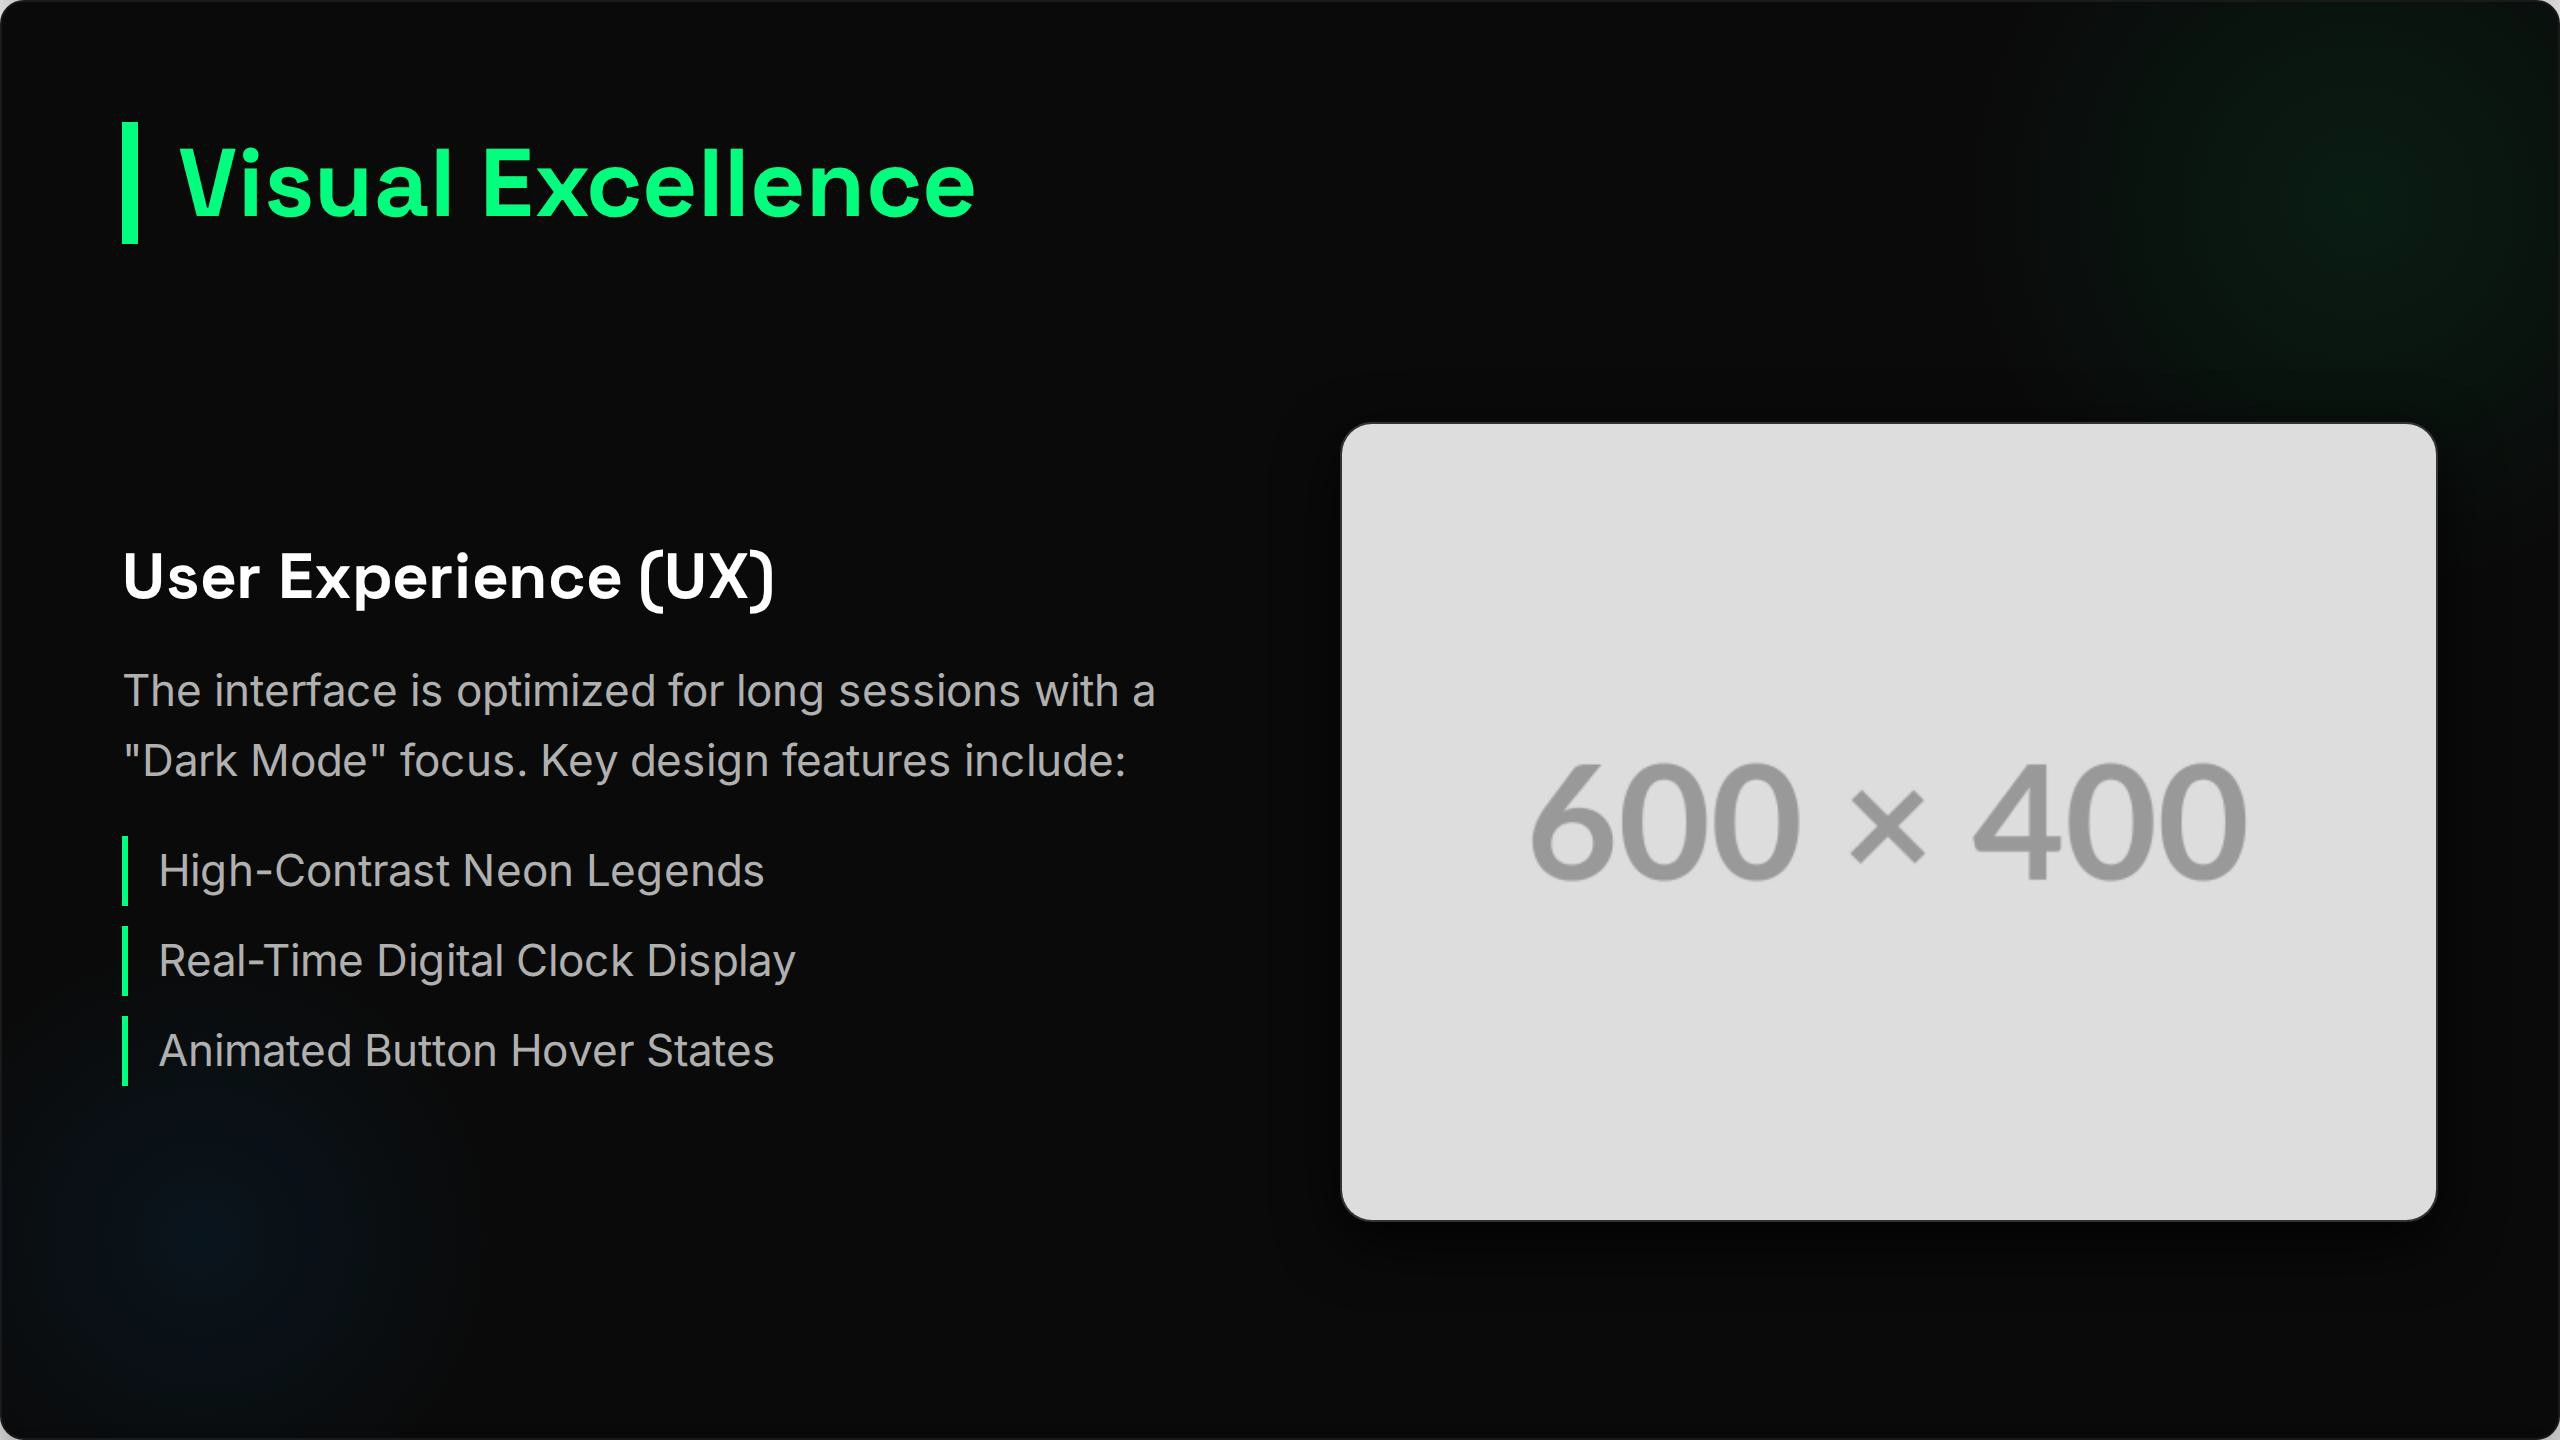 Visual Excellence
User Experience (UX)
The interface is optimized for long sessions with a
"Dark Mode" focus. Key design features include:
High-Contrast Neon Legends
Real-Time Digital Clock Display
Animated Button Hover States
600 × 400